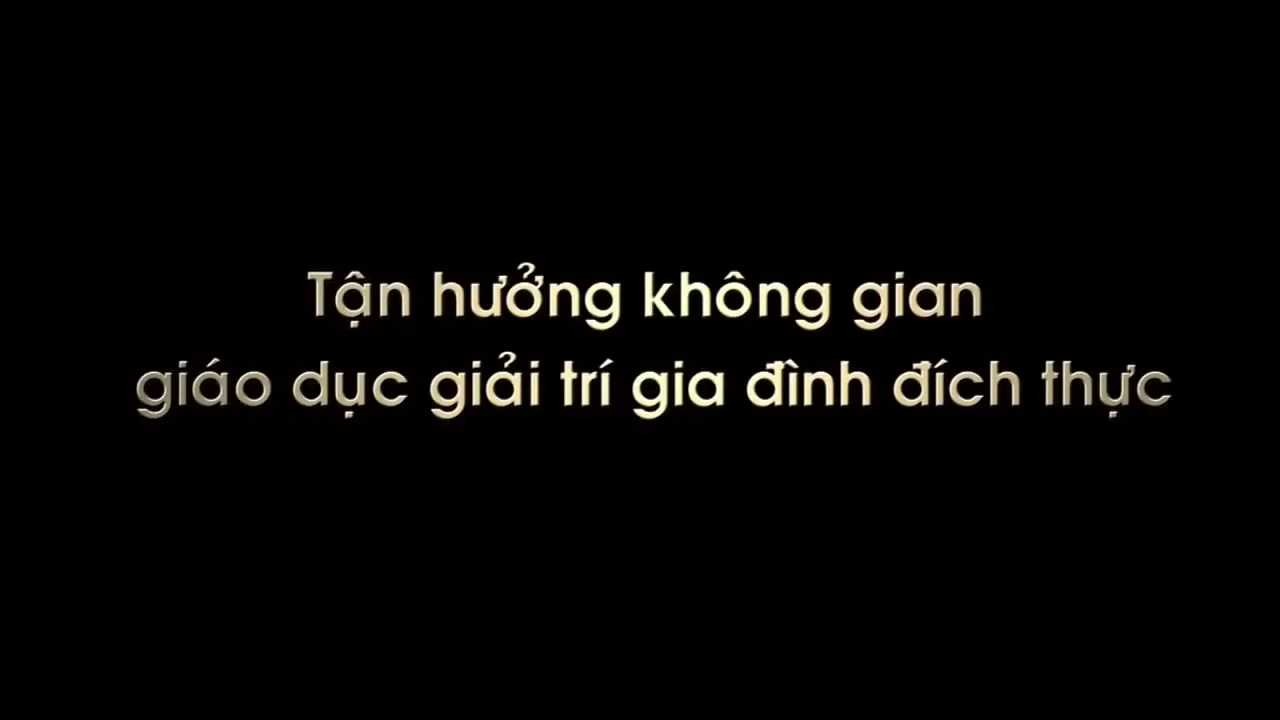 Tận hưởng không gian
giáo dục giải trí gia đình đích thực